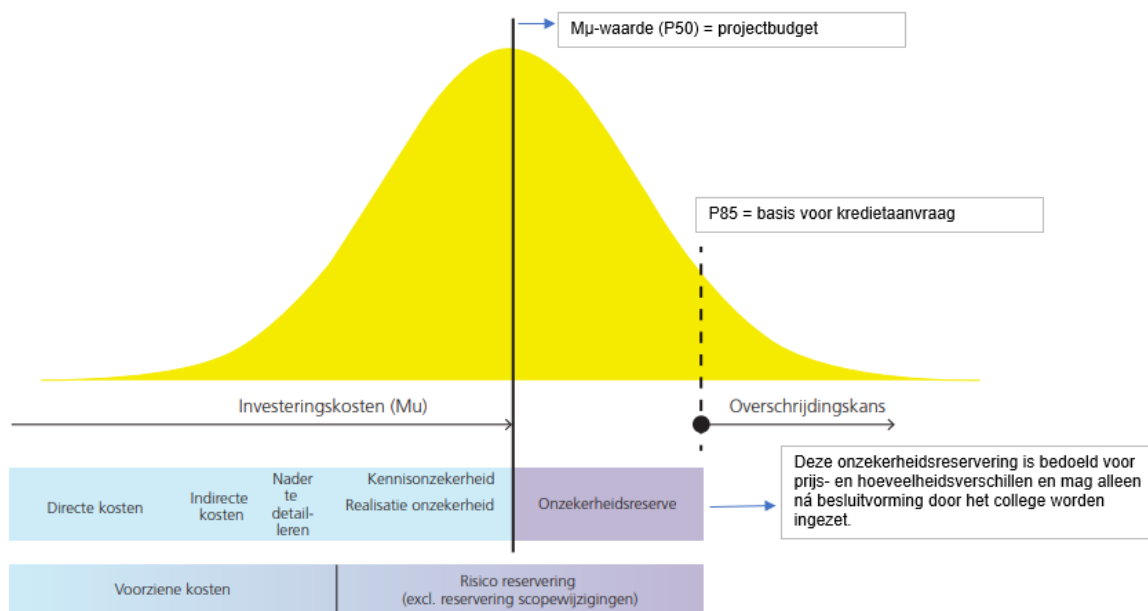 Mμ-waarde (P50) = projectbudget
P85 = basis voor kredietaanvraag
Investeringskosten (Mu)
Overschrijdingskans
Directe kosten
Indirecte
kosten
Nader
te
detail-
leren
Kennisonzekerheid
Realisatie onzekerheid
Onzekerheidsreserve
Deze onzekerheidsreservering is bedoeld voor
prijs- en hoeveelheidsverschillen en mag alleen
ná besluitvorming door het college worden
ingezet.
Voorziene kosten
Risico reservering
(excl. reservering scopewijzigingen)